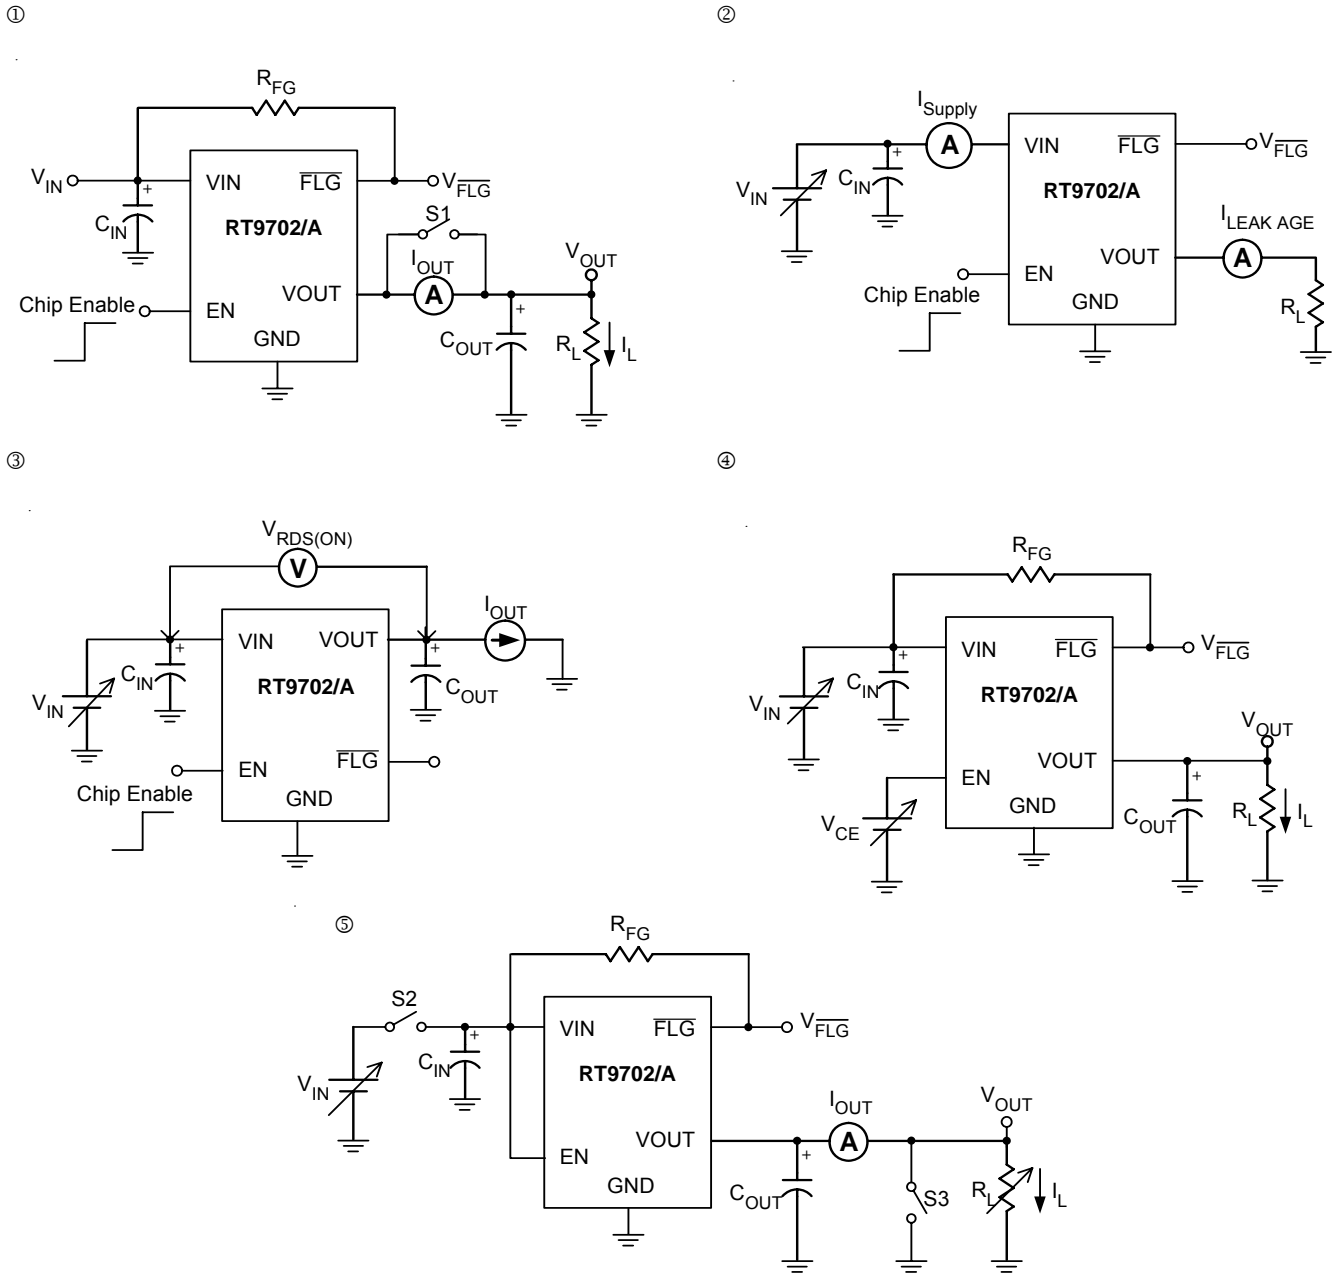 ① ②
R_FG
V_IN
+
C_IN
VIN
FLG
V_FLG
RT9702/A
S1
I_OUT
A
V_OUT
VOUT
Chip Enable
EN
GND
+
C_OUT
R_L
I_L
I_Supply
A
VIN
FLG
V_FLG
+
C_IN
V_IN
RT9702/A
I_LEAK AGE
VOUT
A
EN
Chip Enable
GND
R_L
③ ④
V_RDS(ON)
V
I_OUT
VIN
VOUT
+
+
C_IN
RT9702/A
C_OUT
V_IN
EN
FLG
Chip Enable
GND
R_FG
VIN
FLG
V_FLG
+
C_IN
V_IN
RT9702/A
V_OUT
VOUT
EN
+
GND
V_CE
C_OUT
R_L
I_L
⑤
R_FG
S2
VIN
FLG
V_FLG
+
C_IN
V_IN
RT9702/A
I_OUT
V_OUT
VOUT
A
+
EN
GND
C_OUT
S3
R_L
I_L